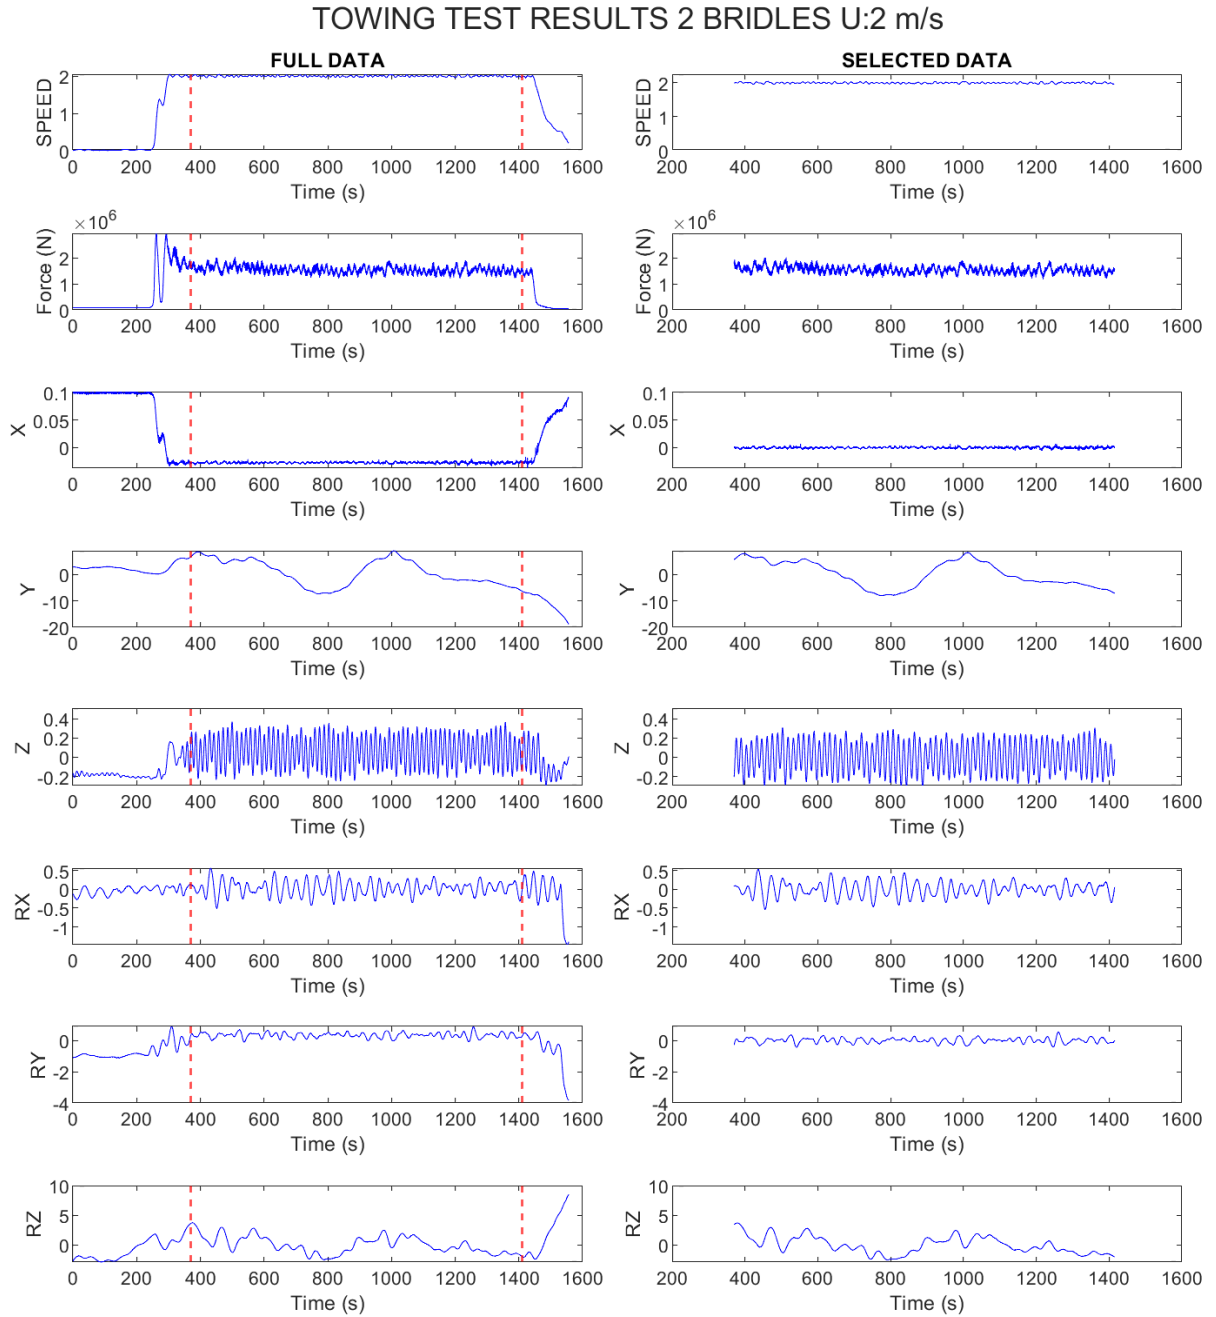 TOWING TEST RESULTS 2 BRIDLES U:2 m/s
FULL DATA
SELECTED DATA
SPEED
2
1
0
0 200 400 600 800 1000 1200 1400 1600
Time (s)
SPEED
2
1
0
200 400 600 800 1000 1200 1400 1600
Time (s)
×10^6
Force (N)
2
1
0
0 200 400 600 800 1000 1200 1400 1600
Time (s)
×10^6
Force (N)
2
1
0
200 400 600 800 1000 1200 1400 1600
Time (s)
X
0.1
0.05
0
0 200 400 600 800 1000 1200 1400 1600
Time (s)
X
0.1
0.05
0
200 400 600 800 1000 1200 1400 1600
Time (s)
Y
0
-10
-20
0 200 400 600 800 1000 1200 1400 1600
Time (s)
Y
0
-10
-20
200 400 600 800 1000 1200 1400 1600
Time (s)
Z
0.4
0.2
0
-0.2
0 200 400 600 800 1000 1200 1400 1600
Time (s)
Z
0.4
0.2
0
-0.2
200 400 600 800 1000 1200 1400 1600
Time (s)
RX
0.5
0
-0.5
-1
0 200 400 600 800 1000 1200 1400 1600
Time (s)
RX
0.5
0
-0.5
-1
200 400 600 800 1000 1200 1400 1600
Time (s)
RY
0
-2
-4
0 200 400 600 800 1000 1200 1400 1600
Time (s)
RY
0
-2
-4
200 400 600 800 1000 1200 1400 1600
Time (s)
RZ
10
5
0
0 200 400 600 800 1000 1200 1400 1600
Time (s)
RZ
10
5
0
200 400 600 800 1000 1200 1400 1600
Time (s)